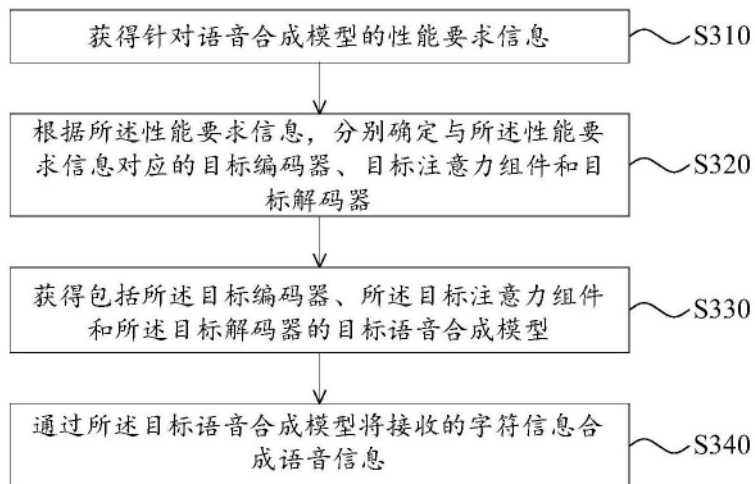 获得针对语音合成模型的性能要求信息
S310
根据所述性能要求信息，分别确定与所述性能要
求信息对应的目标编码器、目标注意力组件和目
标解码器
S320
获得包括所述目标编码器、所述目标注意力组件
和所述目标解码器的目标语音合成模型
S330
通过所述目标语音合成模型将接收的字符信息合
成语音信息
S340